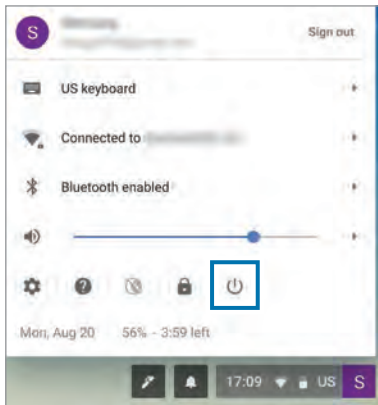 S
Sign out
US keyboard
Connected to
Bluetooth enabled
Mon, Aug 20 56% - 3:59 left
17:09 US S